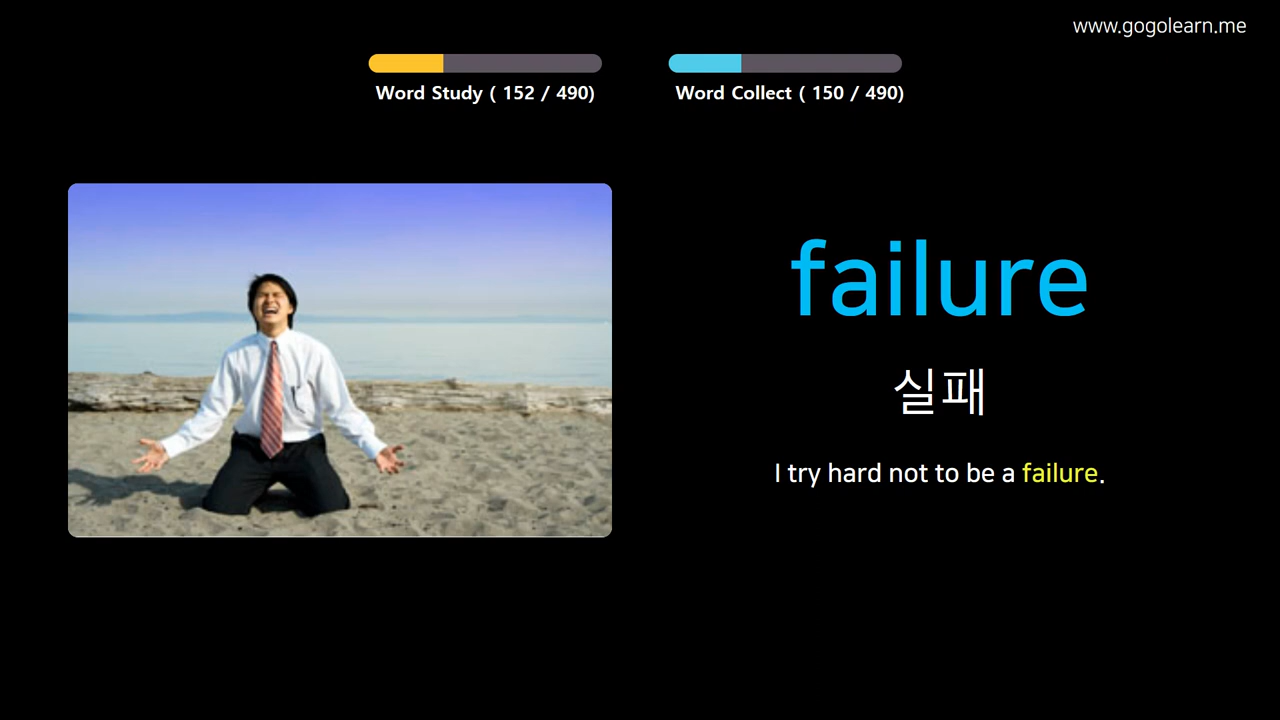 www.gogolearn.me
Word Study ( 152 / 490)
Word Collect ( 150 / 490)
failure
실패
I try hard not to be a failure.